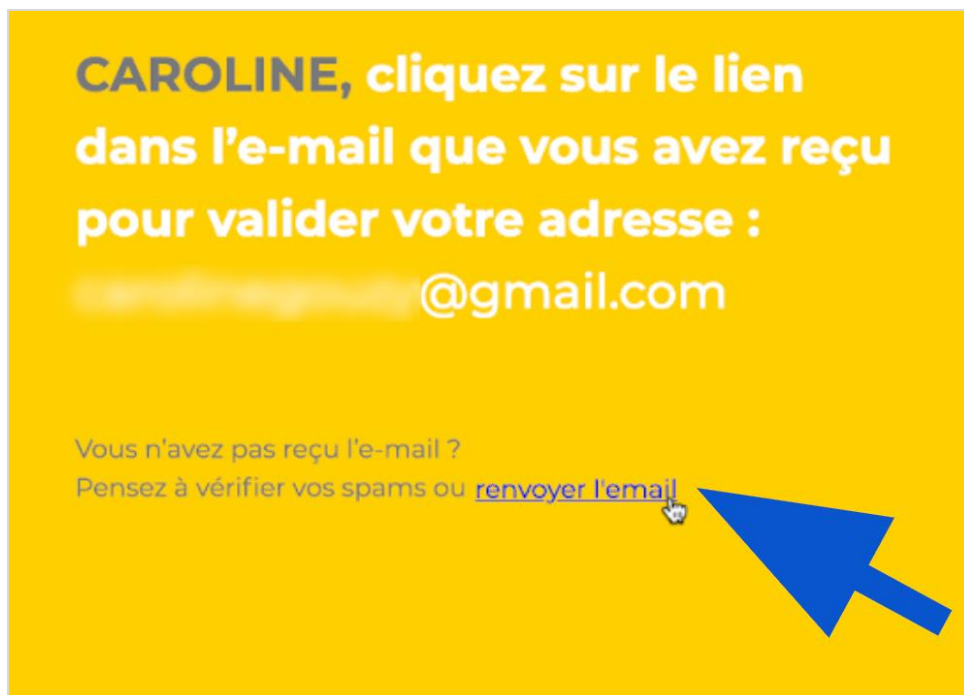 CAROLINE, cliquez sur le lien
dans l’e-mail que vous avez reçu
pour valider votre adresse :
@gmail.com
Vous n’avez pas reçu l’e-mail ?
Pensez à vérifier vos spams ou renvoyer l'email